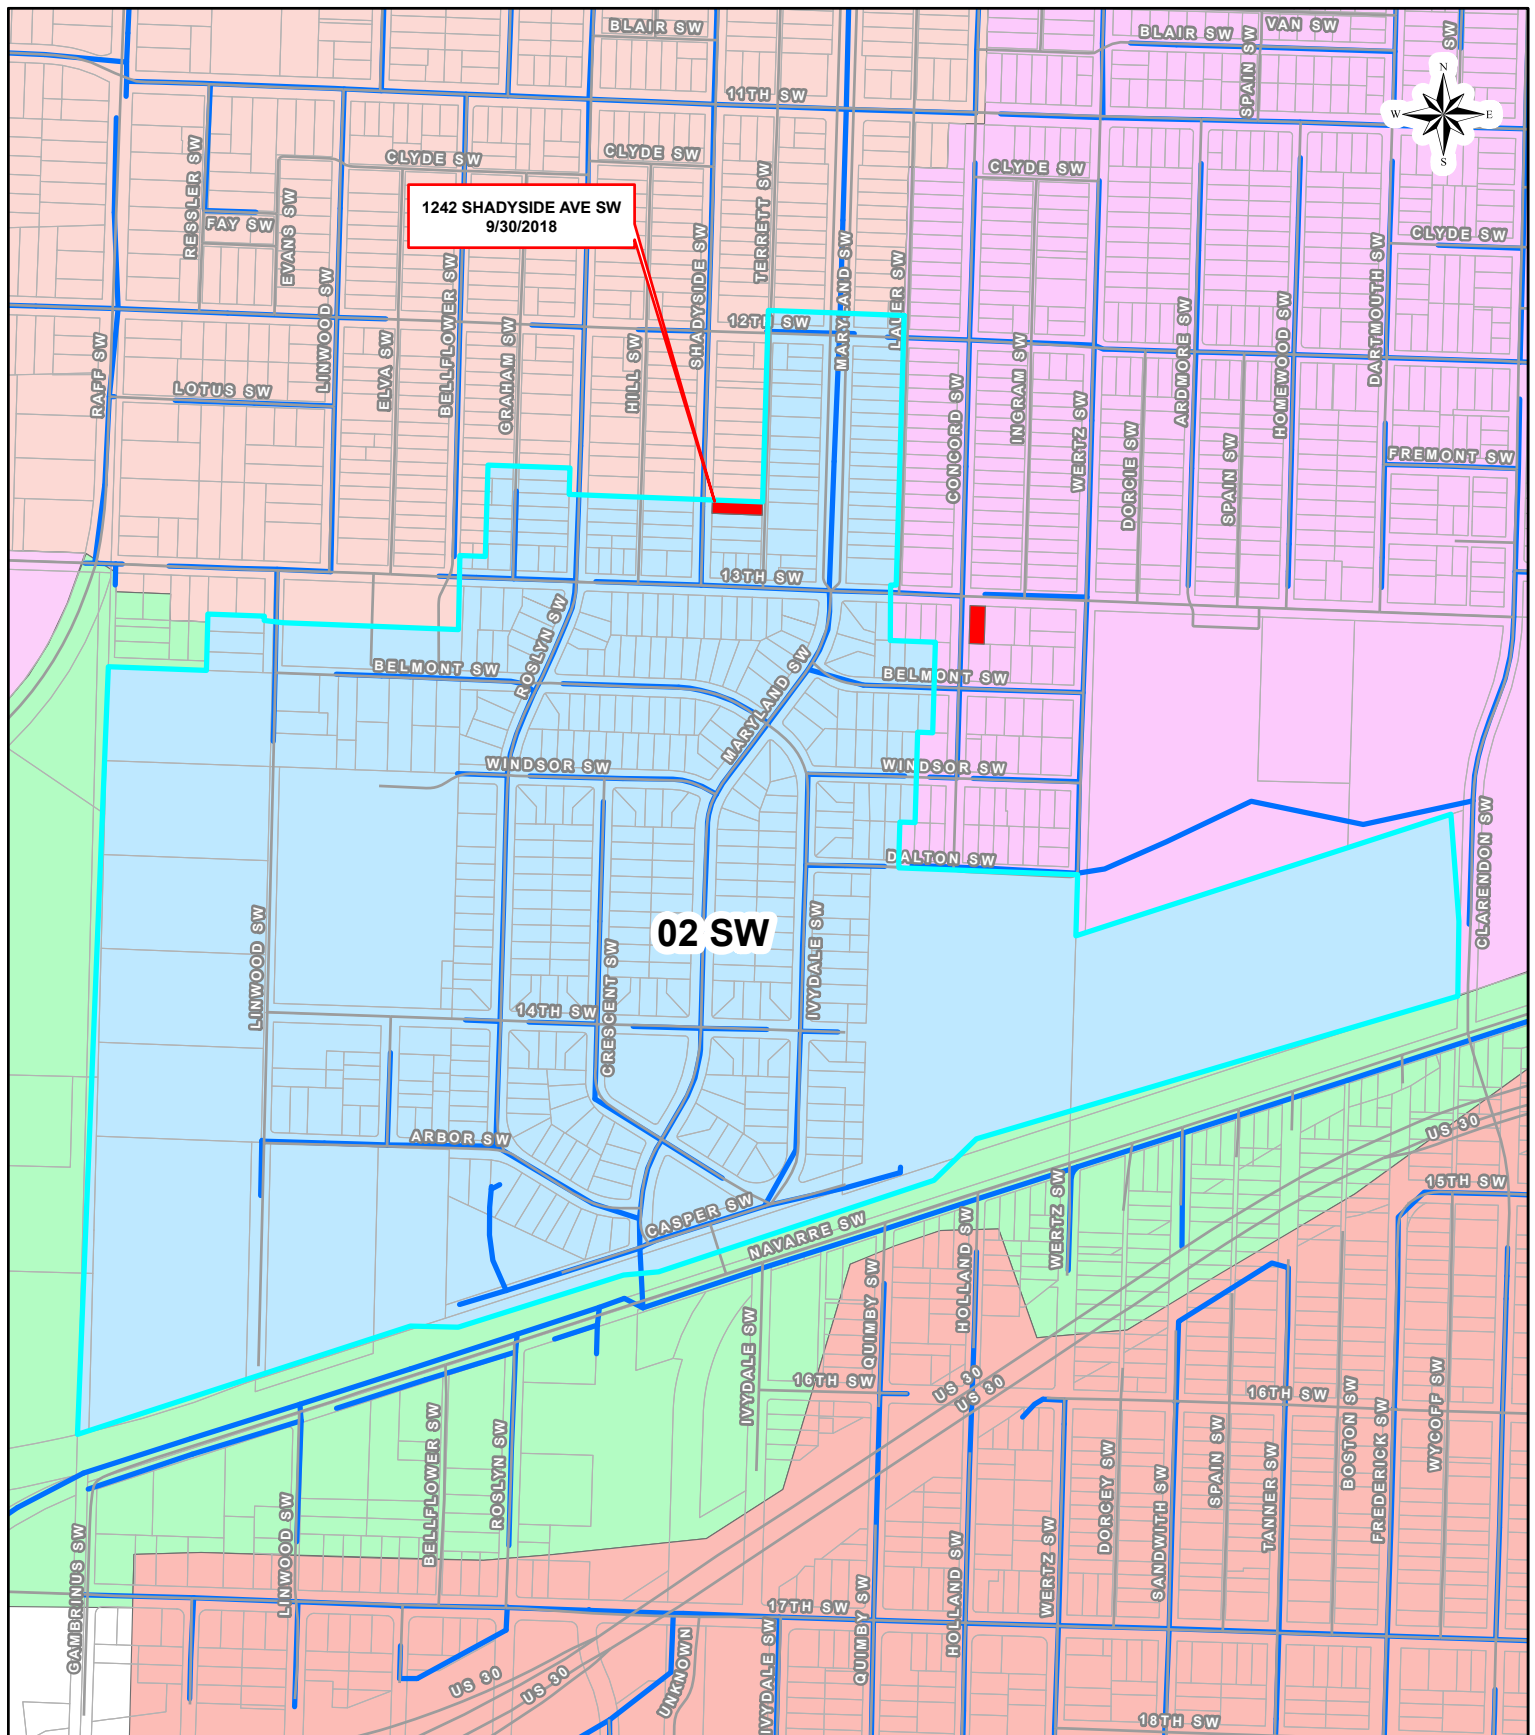 BLAIR SW
BLAIR SW
VAN SW
SW
SPAIN SW
11TH SW
N
W
E
S
RESSLER SW
CLYDE SW
CLYDE SW
CLYDE SW
TERRETT SW
FAY SW
EVANS SW
1242 SHADYSIDE AVE SW
9/30/2018
CLYDE SW
LINWOOD SW
BELLFLOWER SW
SHADYSIDE SW
MARYLAND SW
LAUER SW
DARTMOUTH SW
12TH SW
RAFF SW
LOTUS SW
ELVA SW
GRAHAM SW
HILL SW
CONCORD SW
INGRAM SW
WERTZ SW
ARDMORE SW
HOMEWOOD SW
DORCIE SW
SPAIN SW
FREMONT SW
13TH SW
ROSLYN SW
BELMONT SW
MARYLAND SW
BELMONT SW
WINDSOR SW
WINDSOR SW
DALTON SW
CLARENDON SW
02 SW
LINWOOD SW
CRESCENT SW
IVYDALE SW
14TH SW
ARBOR SW
US 30
CASPER SW
NAVARRE SW
WERTZ SW
15TH SW
HOLLAND SW
QUIMBY SW
IVYDALE SW
16TH SW
US 30
US 30
16TH SW
BELLFLOWER SW
ROSLYN SW
LINWOOD SW
DORCEY SW
SANDWITH SW
SPAIN SW
TANNER SW
BOSTON SW
FREDERICK SW
WYCOFF SW
GAMBRINUS SW
HOLLAND SW
WERTZ SW
QUIMBY SW
17TH SW
IVYDALE SW
UNKNOWN
US 30
US 30
18TH SW